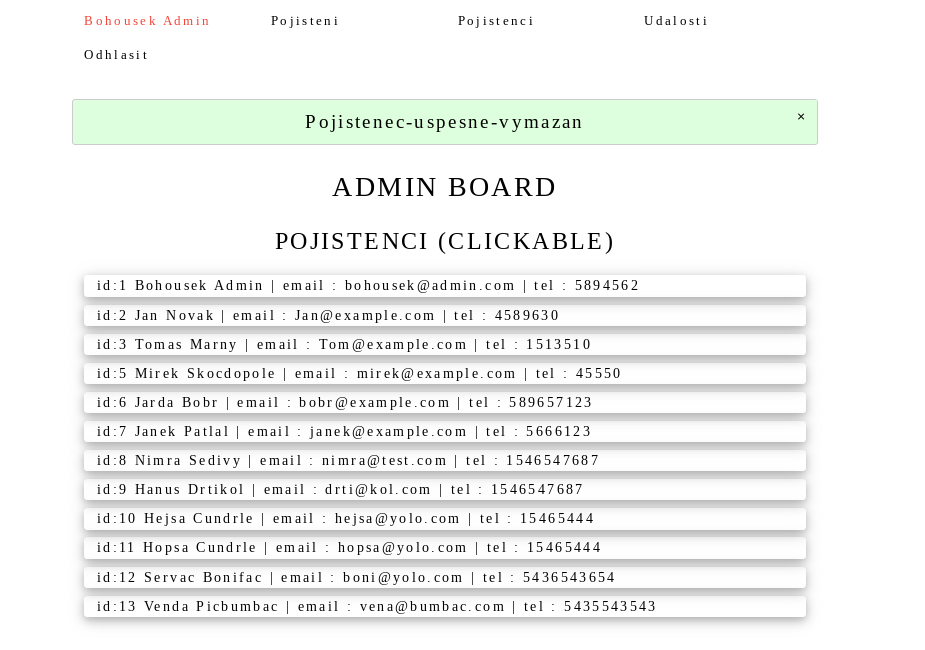 Bohousek Admin Pojisteni Pojistenci Udalosti
Odhlasit
Pojistenec-uspesne-vymazan ×
ADMIN BOARD
POJISTENCI (CLICKABLE)
id:1 Bohousek Admin | email : bohousek@admin.com | tel : 5894562
id:2 Jan Novak | email : Jan@example.com | tel : 4589630
id:3 Tomas Marny | email : Tom@example.com | tel : 1513510
id:5 Mirek Skocdopole | email : mirek@example.com | tel : 45550
id:6 Jarda Bobr | email : bobr@example.com | tel : 589657123
id:7 Janek Patlal | email : janek@example.com | tel : 5666123
id:8 Nimra Sedivy | email : nimra@test.com | tel : 1546547687
id:9 Hanus Drtikol | email : drti@kol.com | tel : 1546547687
id:10 Hejsa Cundrle | email : hejsa@yolo.com | tel : 15465444
id:11 Hopsa Cundrle | email : hopsa@yolo.com | tel : 15465444
id:12 Servac Bonifac | email : boni@yolo.com | tel : 5436543654
id:13 Venda Picbumbac | email : vena@bumbac.com | tel : 5435543543